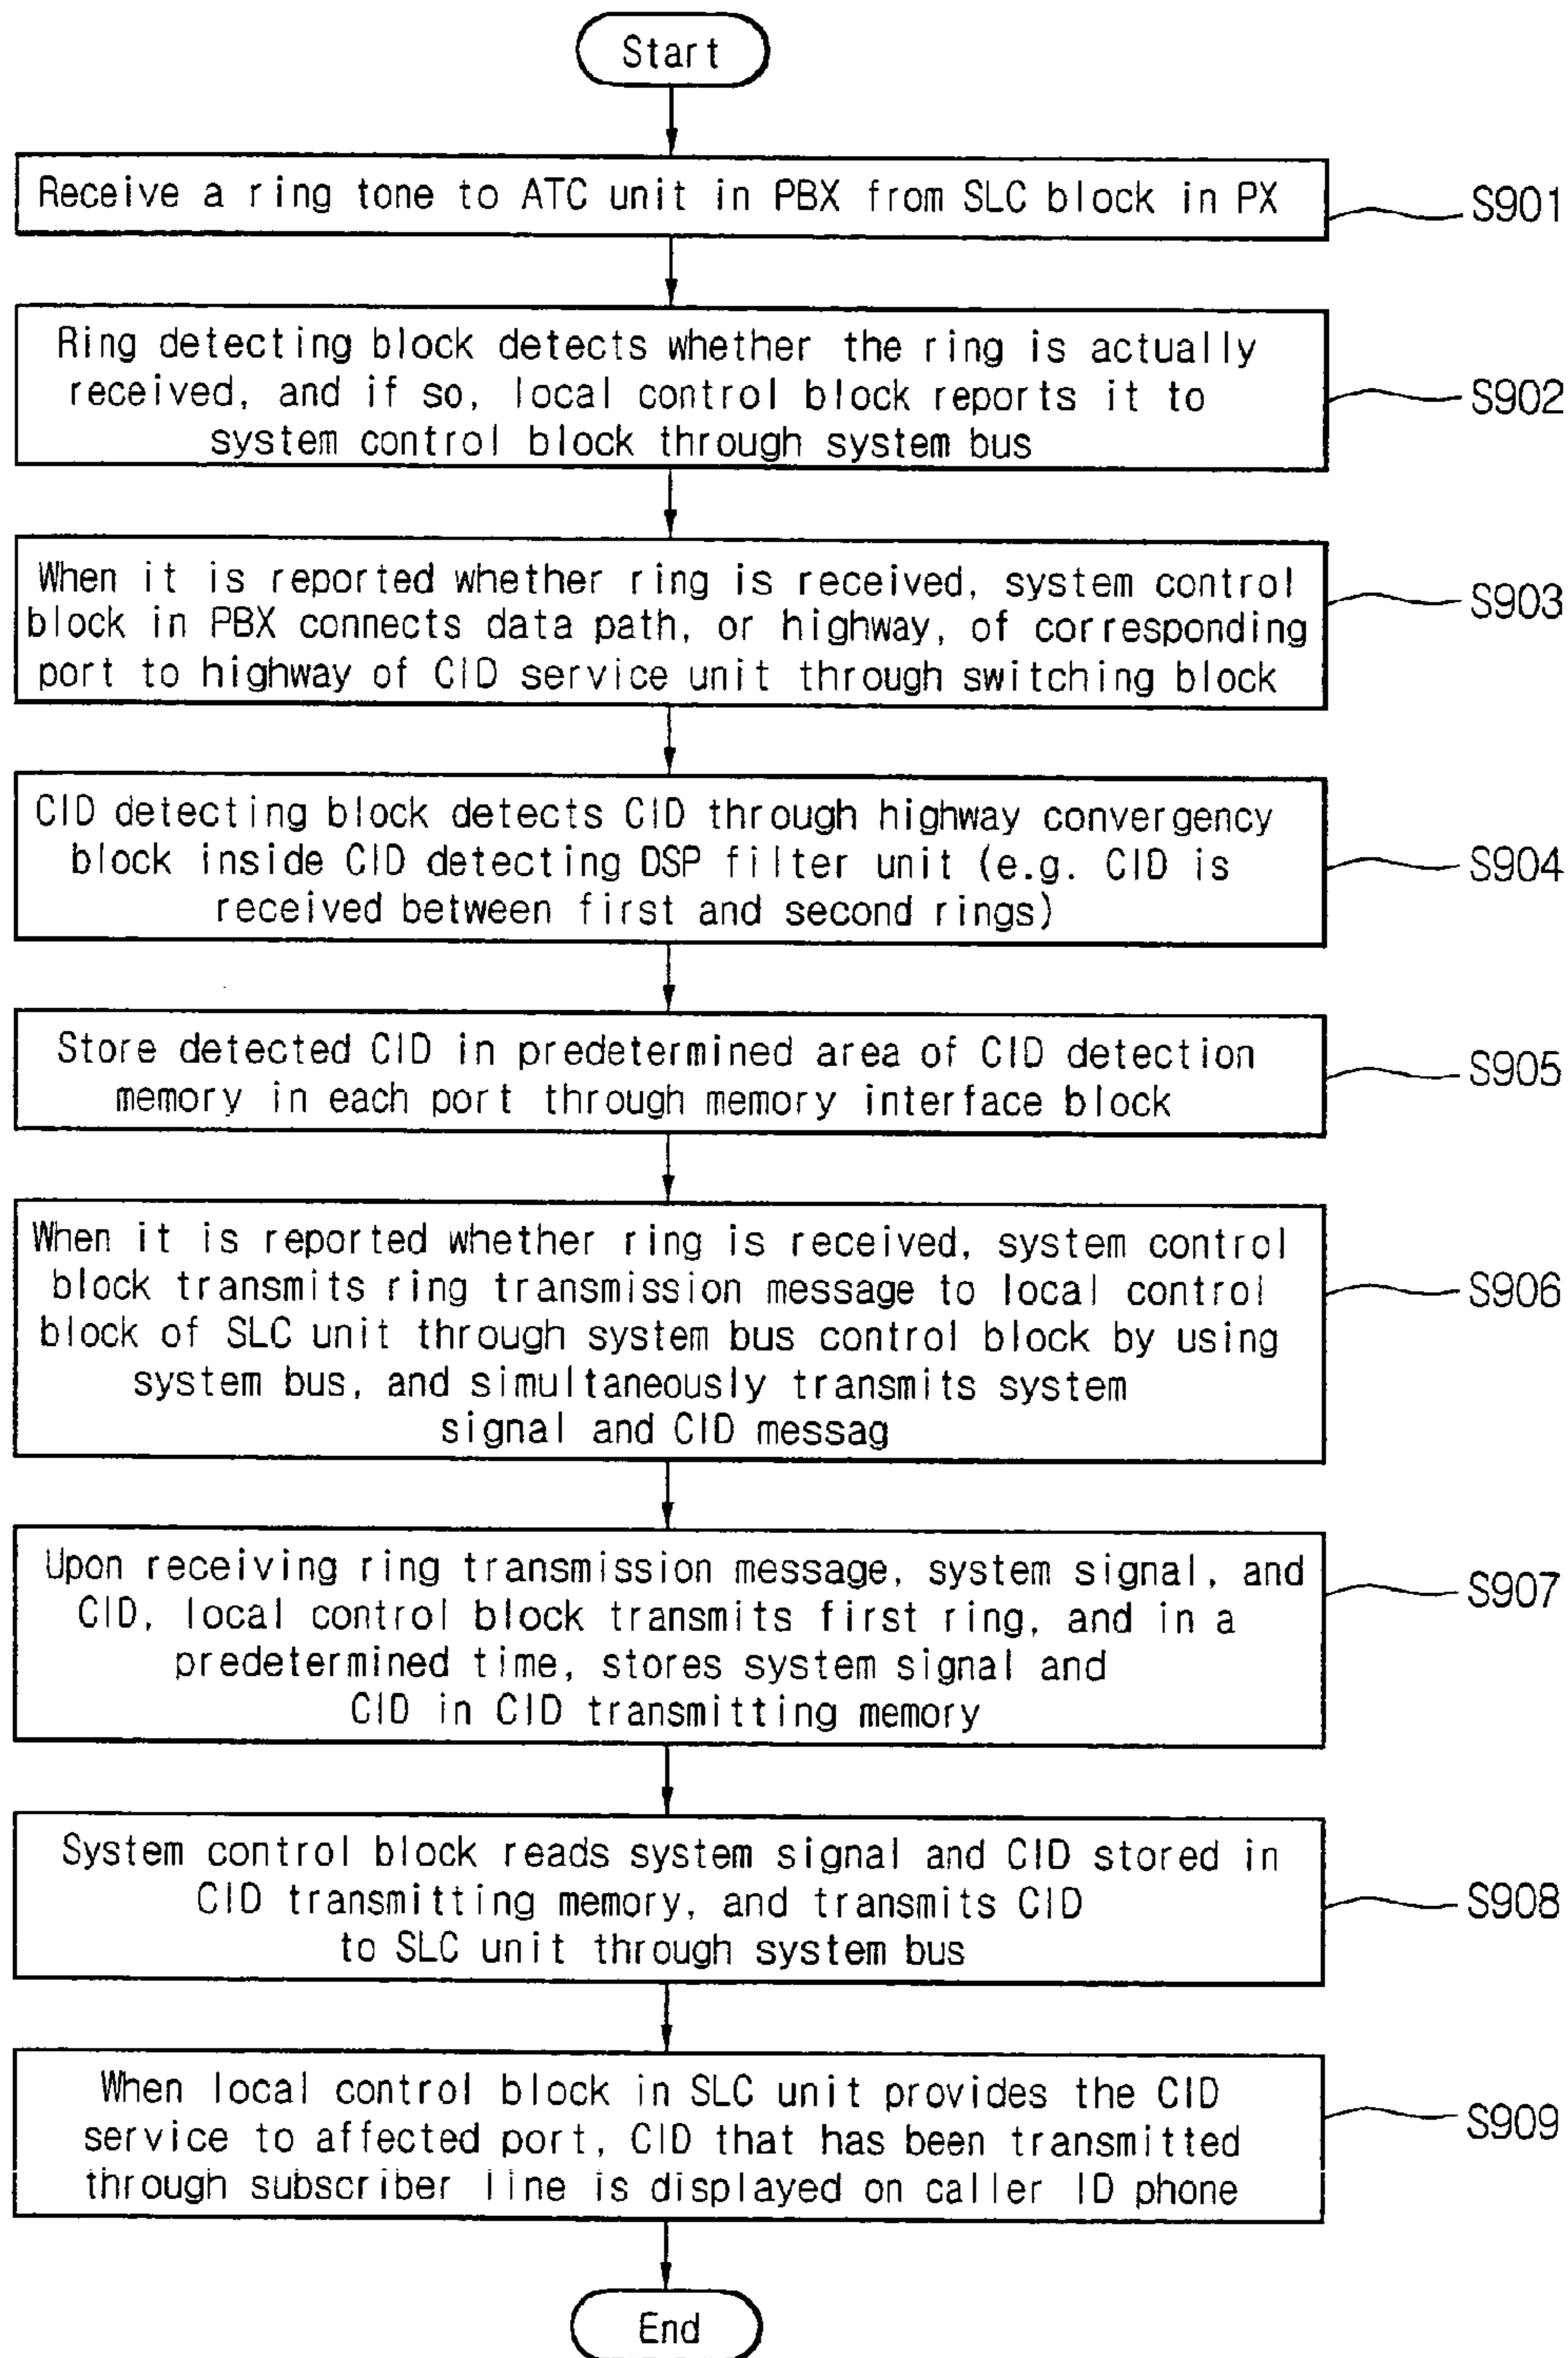 Start
Receive a ring tone to ATC unit in PBX from SLC block in PX
S901
Ring detecting block detects whether the ring is actually
received, and if so, local control block reports it to
system control block through system bus
S902
When it is reported whether ring is received, system control
block in PBX connects data path, or highway, of corresponding
port to highway of CID service unit through switching block
S903
CID detecting block detects CID through highway convergency
block inside CID detecting DSP filter unit (e.g. CID is
received between first and second rings)
S904
Store detected CID in predetermined area of CID detection
memory in each port through memory interface block
S905
When it is reported whether ring is received, system control
block transmits ring transmission message to local control
block of SLC unit through system bus control block by using
system bus, and simultaneously transmits system
signal and CID messag
S906
Upon receiving ring transmission message, system signal, and
CID, local control block transmits first ring, and in a
predetermined time, stores system signal and
CID in CID transmitting memory
S907
System control block reads system signal and CID stored in
CID transmitting memory, and transmits CID
to SLC unit through system bus
S908
When local control block in SLC unit provides the CID
service to affected port, CID that has been transmitted
through subscriber line is displayed on caller ID phone
S909
End